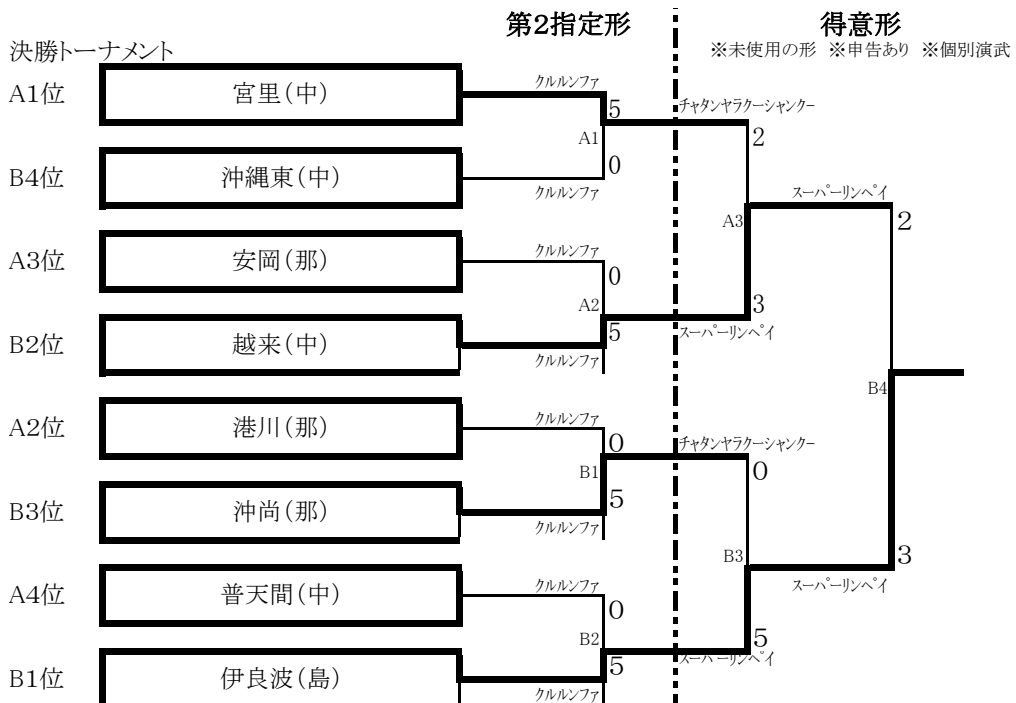 第2指定形
得意形
決勝トーナメント
※未使用の形 ※申告あり ※個別演武
A1位 宮里(中) クルルンファ 5 チャタンヤラクーシャンクー
A1 2
B4位 沖縄東(中) クルルンファ 0
A3 スーパーリンペイ 2
A3位 安岡(那) クルルンファ 0
A2 3
B2位 越来(中) クルルンファ 5 スーパーリンペイ
B4
A2位 港川(那) クルルンファ 0 チャタンヤラクーシャンクー
B1 0
B3位 沖尚(那) クルルンファ 5
B3 スーパーリンペイ 3
A4位 普天間(中) クルルンファ 0
B2 5
B1位 伊良波(島) クルルンファ 5 スーパーリンペイ